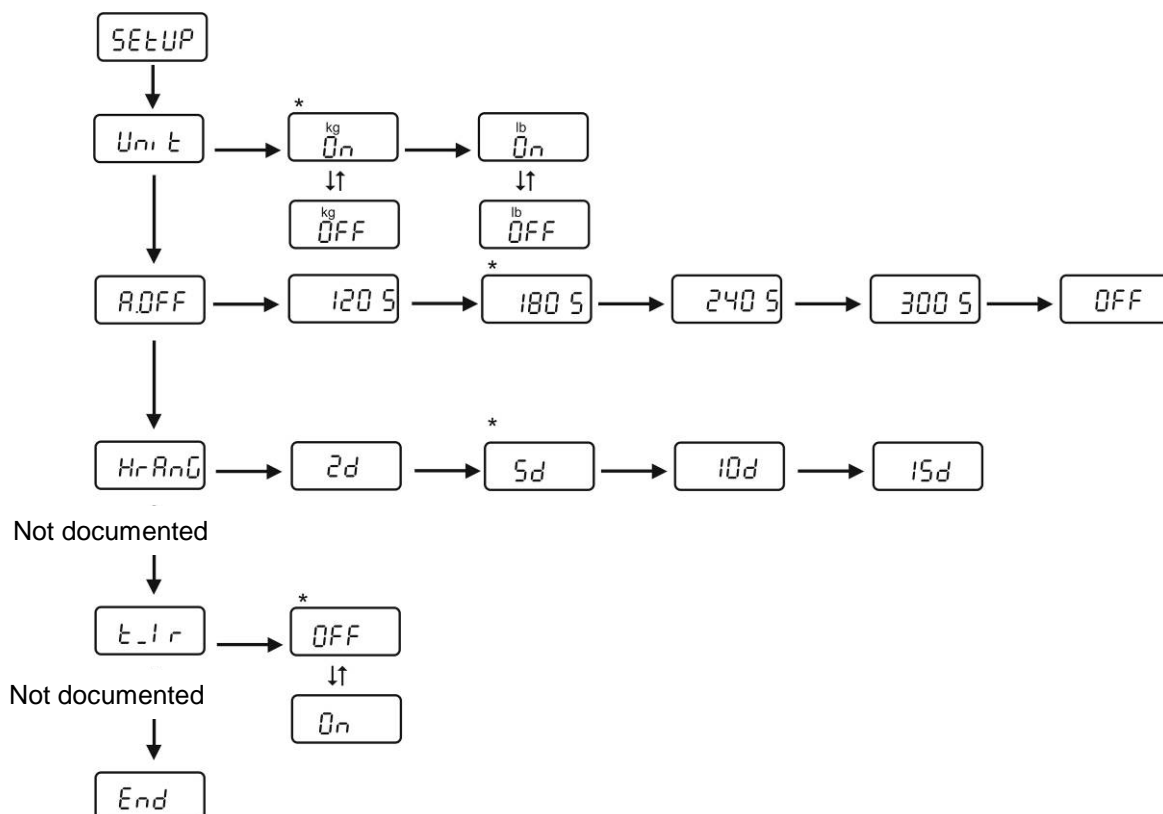 SEtUP
*
Unit
kg
On
lb
On
↓↑
↓↑
kg
OFF
lb
OFF
*
A.OFF
120 S
180 S
240 S
300 S
OFF
*
HrAnG
2d
5d
10d
15d
Not documented
*
t_Ir
OFF
↓↑
Not documented
On
End